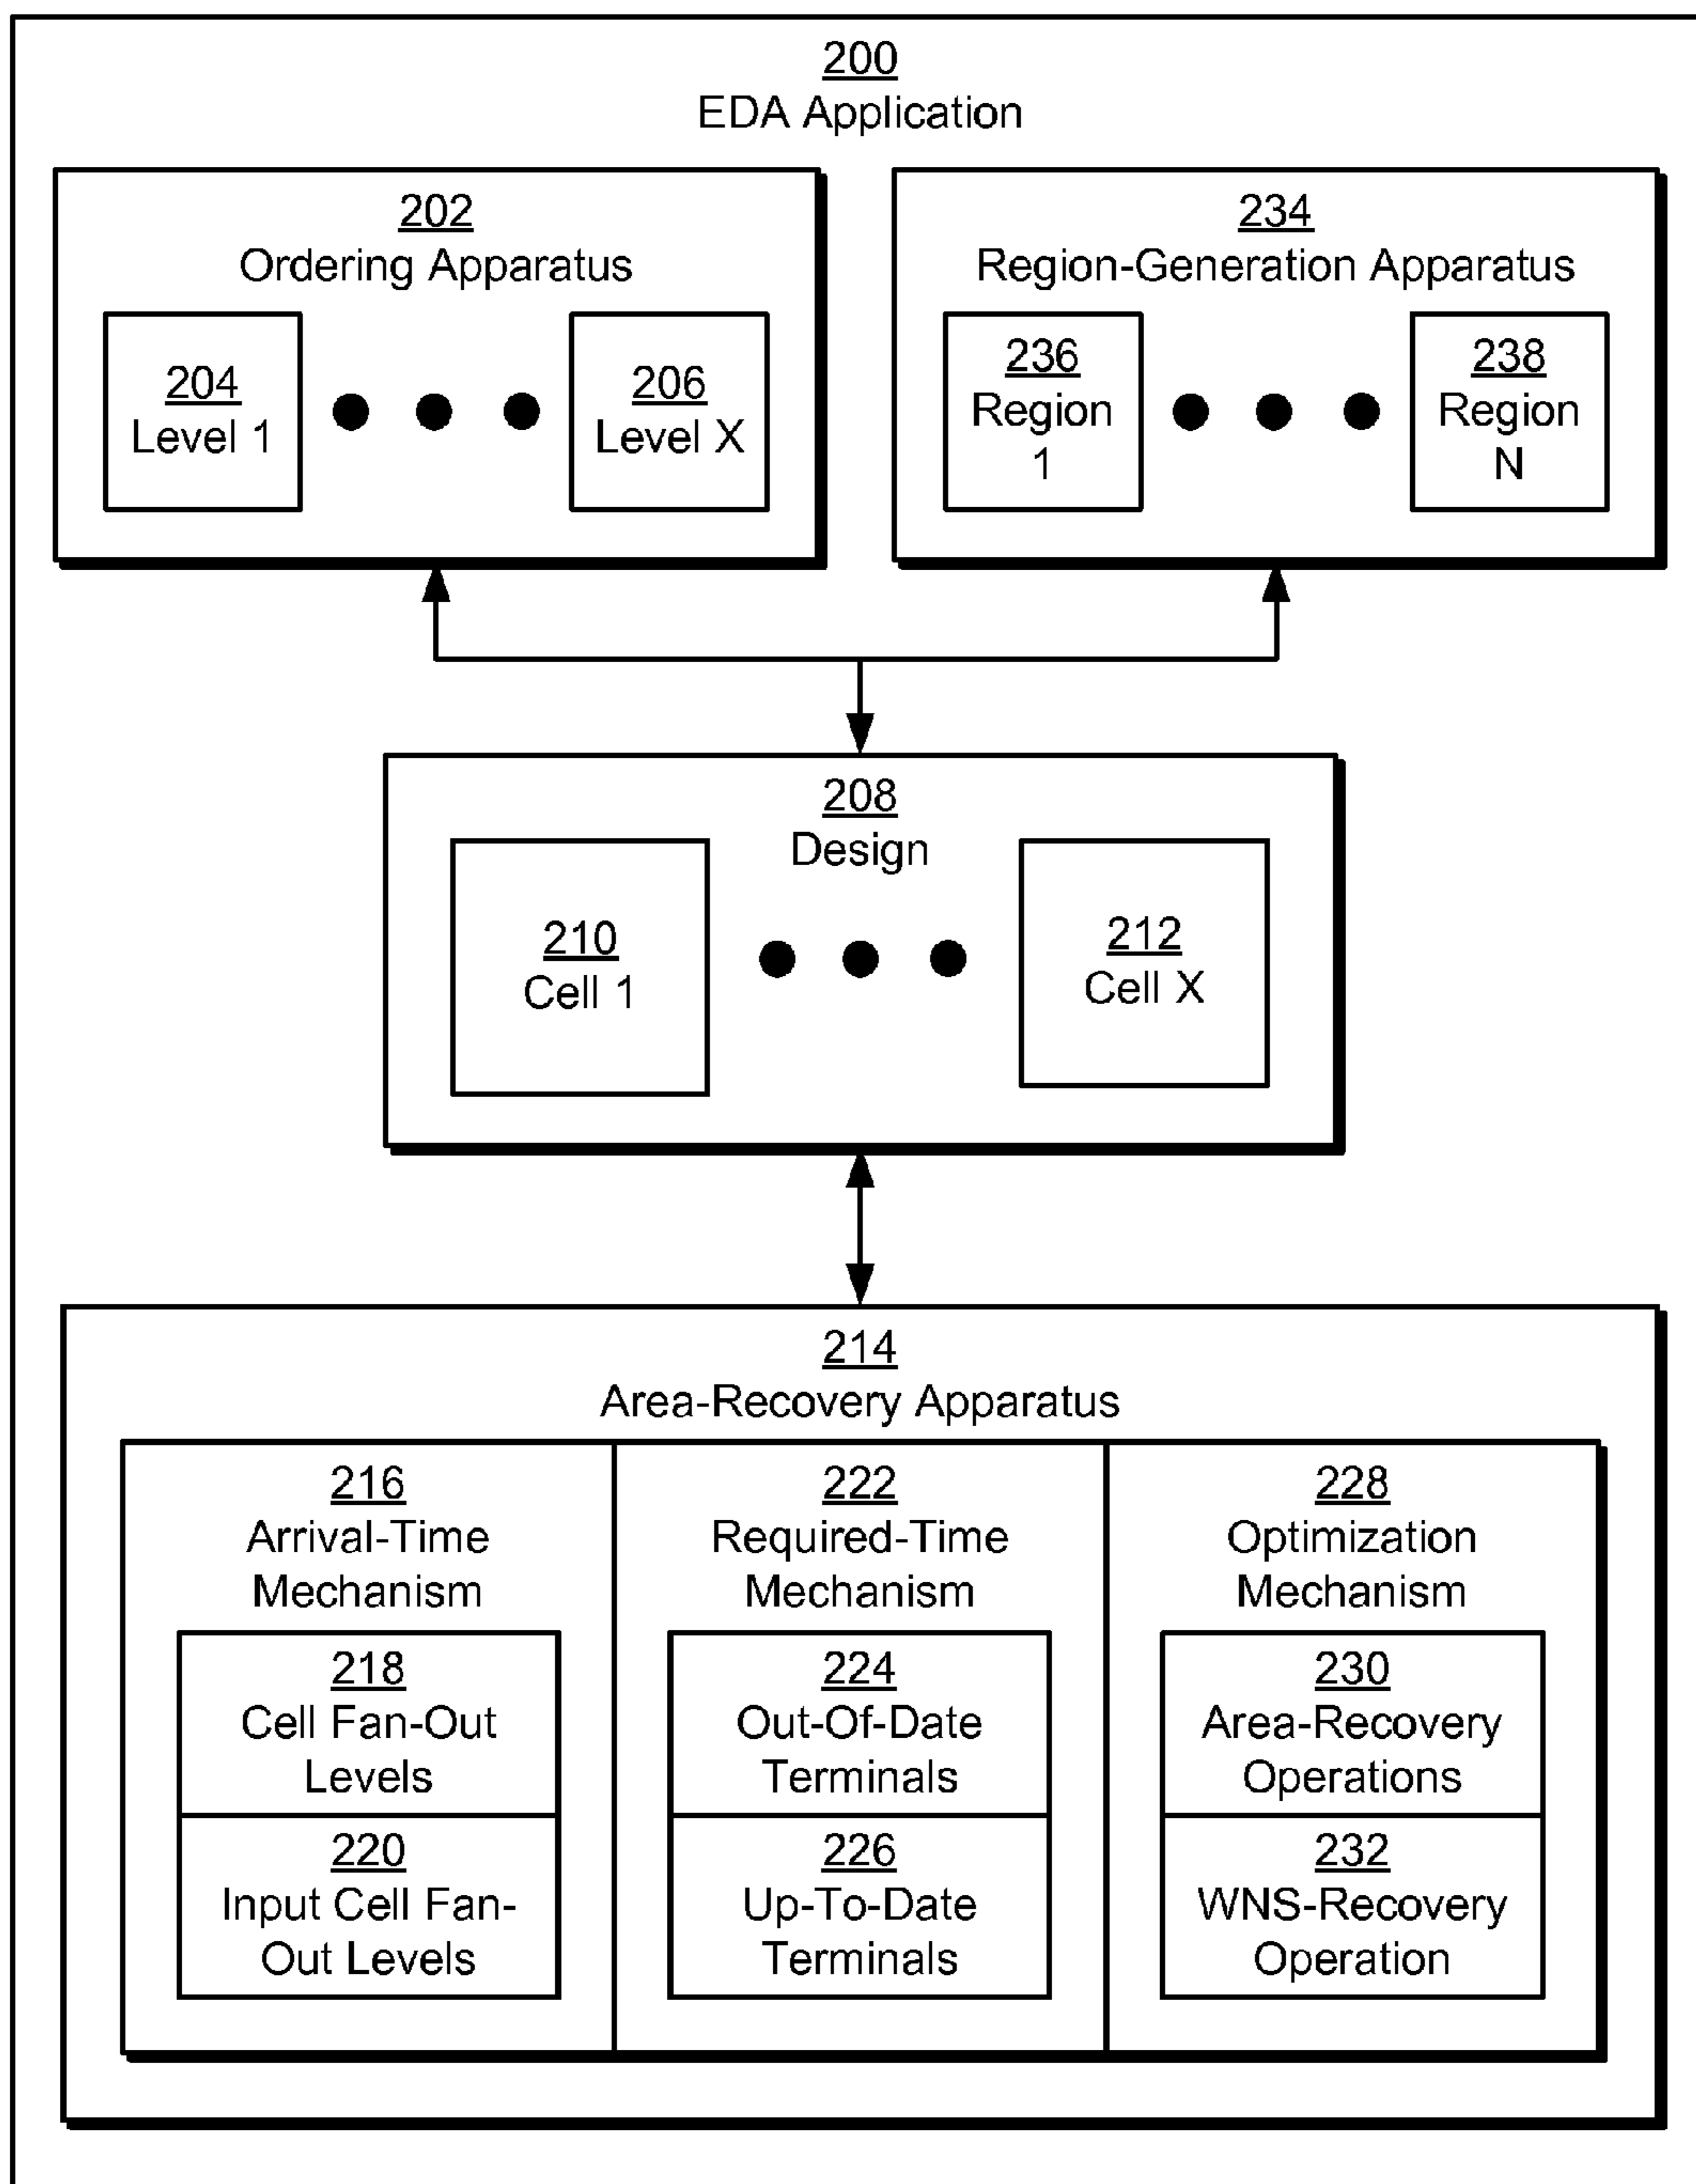 200
EDA Application
202
Ordering Apparatus
204
Level 1
206
Level X
234
Region-Generation Apparatus
236
Region
1
238
Region
N
208
Design
210
Cell 1
212
Cell X
214
Area-Recovery Apparatus
216
Arrival-Time
Mechanism
218
Cell Fan-Out
Levels
220
Input Cell Fan-
Out Levels
222
Required-Time
Mechanism
224
Out-Of-Date
Terminals
226
Up-To-Date
Terminals
228
Optimization
Mechanism
230
Area-Recovery
Operations
232
WNS-Recovery
Operation